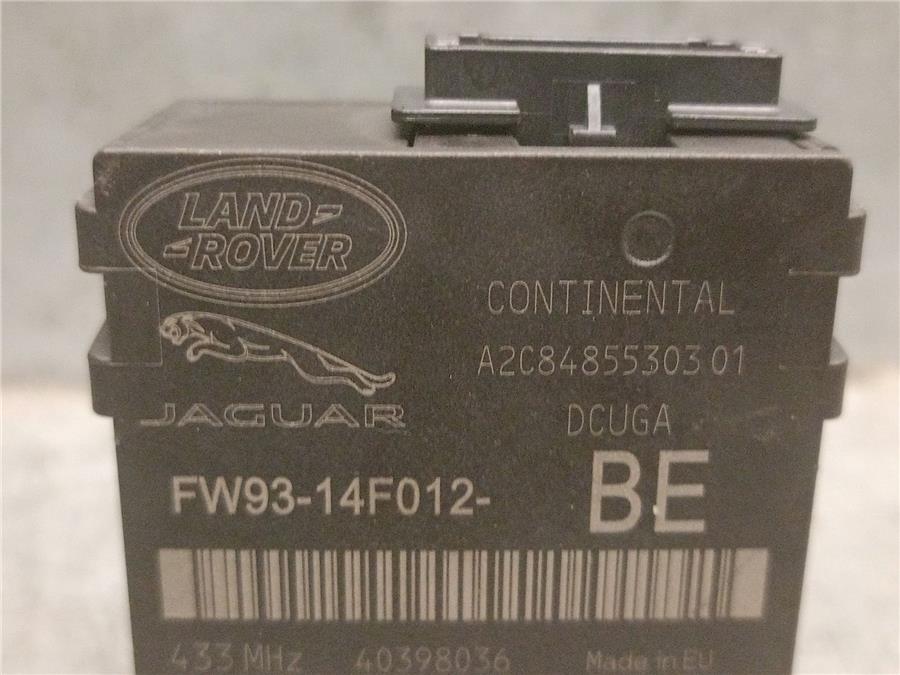 LAND-
-ROVER
JAGUAR
CONTINENTAL
A2C84855303 01
DCUGA
FW93-14F012- BE
433 MHz 40398036 Made in EU